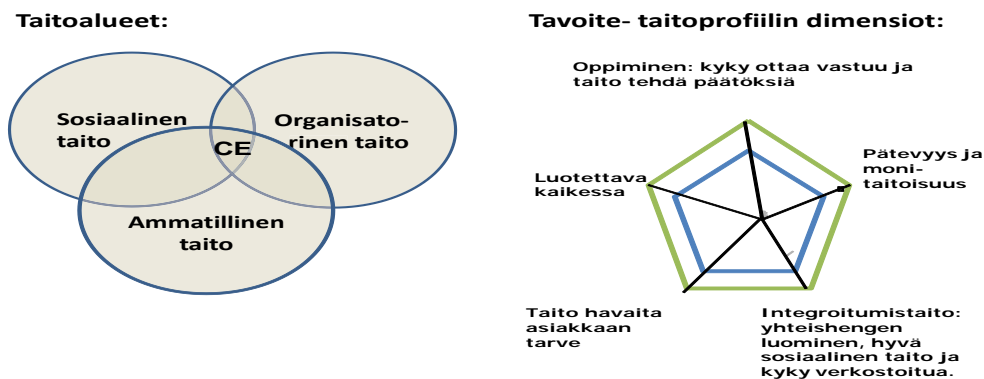 Taitoalueet:
Sosiaalinen
taito
Organisato-
rinen taito
CE
Ammatillinen
taito
Tavoite- taitoprofiilin dimensiot:
Oppiminen: kyky ottaa vastuu ja
taito tehdä päätöksiä
Pätevyys ja
moni-
taitoisuus
Luotettava
kaikessa
Taito havaita
asiakkaan
tarve
Integroitumistaito:
yhteishengen
luominen, hyvä
sosiaalinen taito ja
kyky verkostoitua.